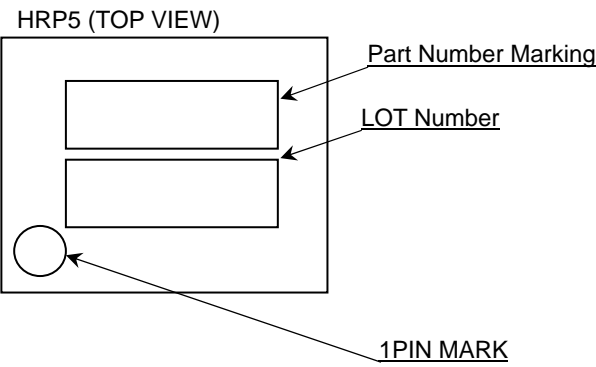 HRP5 (TOP VIEW)
Part Number Marking
LOT Number
1PIN MARK